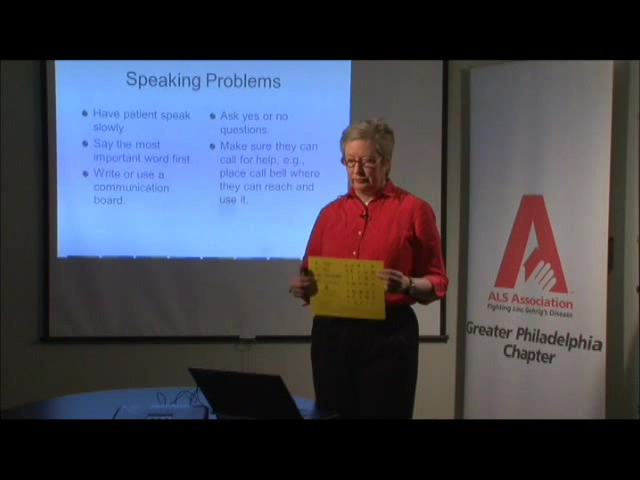 Speaking Problems
Have patient speak
slowly.
Say the most
important word first.
Write or use a
communication
board.
Ask yes or no
questions.
Make sure they can
call for help, e.g.,
place call bell where
they can reach and
use it.
ALS Association
Fighting Lou Gehrig's Disease
Greater Philadelphia
Chapter